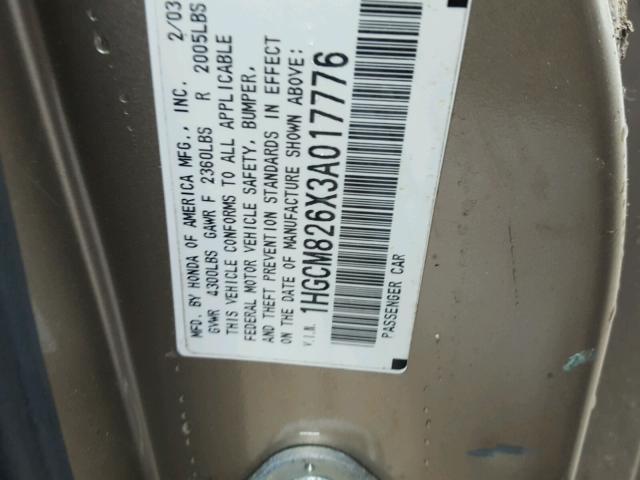 MFD. BY HONDA OF AMERICA MFG., INC. 2/03
GVWR 4300LBS GAWR F 2360LBS R 2005LBS
THIS VEHICLE CONFORMS TO ALL APPLICABLE
FEDERAL MOTOR VEHICLE SAFETY, BUMPER,
AND THEFT PREVENTION STANDARDS IN EFFECT
ON THE DATE OF MANUFACTURE SHOWN ABOVE:
V.I.N. 1HGCM826X3A017776
PASSENGER CAR